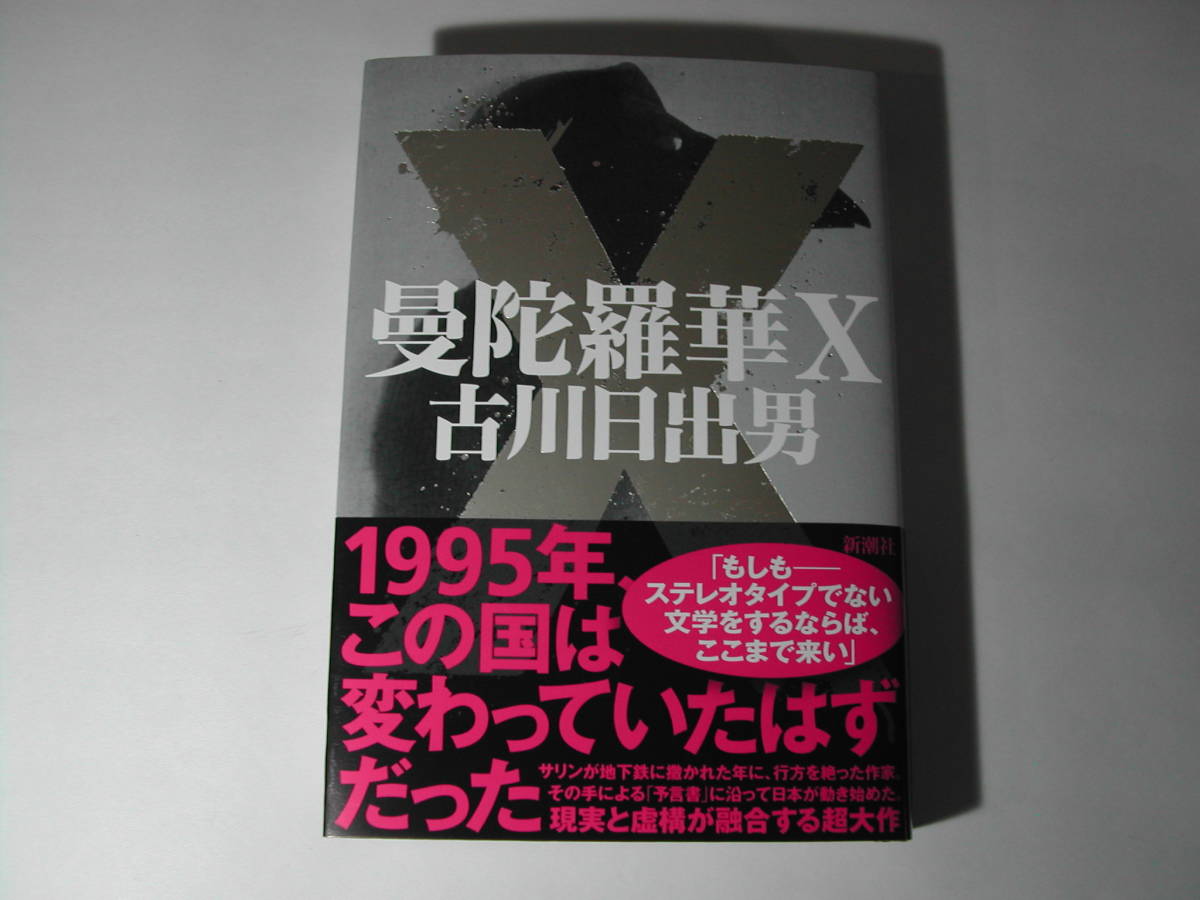 曼陀羅華X
古川日出男
新潮社
1995年、
この国は
変わっていたはず
だった
「もしも——
ステレオタイプでない
文学をするならば、
ここまで来い」
サリンが地下鉄に撒かれた年に、行方を絶った作家。
その手による「予言書」に沿って日本が動き始めた。
現実と虚構が融合する超大作